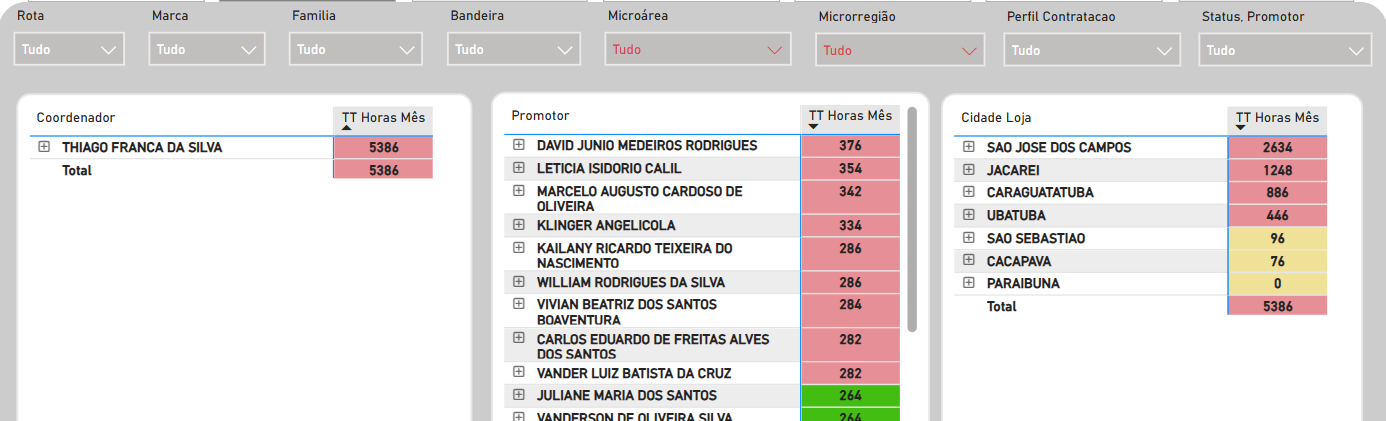 Rota Marca Familia Bandeira Microárea Microrregião Perfil Contratacao Status, Promotor
Tudo Tudo Tudo Tudo Tudo Tudo Tudo Tudo
Coordenador TT Horas Mês
THIAGO FRANCA DA SILVA 5386
Total 5386
Promotor TT Horas Mês
DAVID JUNIO MEDEIROS RODRIGUES 376
LETICIA ISIDORIO CALIL 354
MARCELO AUGUSTO CARDOSO DE 342
OLIVEIRA
KLINGER ANGELICOLA 334
KAILANY RICARDO TEIXEIRA DO 286
NASCIMENTO
WILLIAM RODRIGUES DA SILVA 286
VIVIAN BEATRIZ DOS SANTOS 284
BOAVENTURA
CARLOS EDUARDO DE FREITAS ALVES 282
DOS SANTOS
VANDER LUIZ BATISTA DA CRUZ 282
JULIANE MARIA DOS SANTOS 264
VANDERSON DE OLIVEIRA SILVA 264
Cidade Loja TT Horas Mês
SAO JOSE DOS CAMPOS 2634
JACAREI 1248
CARAGUATATUBA 886
UBATUBA 446
SAO SEBASTIAO 96
CACAPAVA 76
PARAIBUNA 0
Total 5386